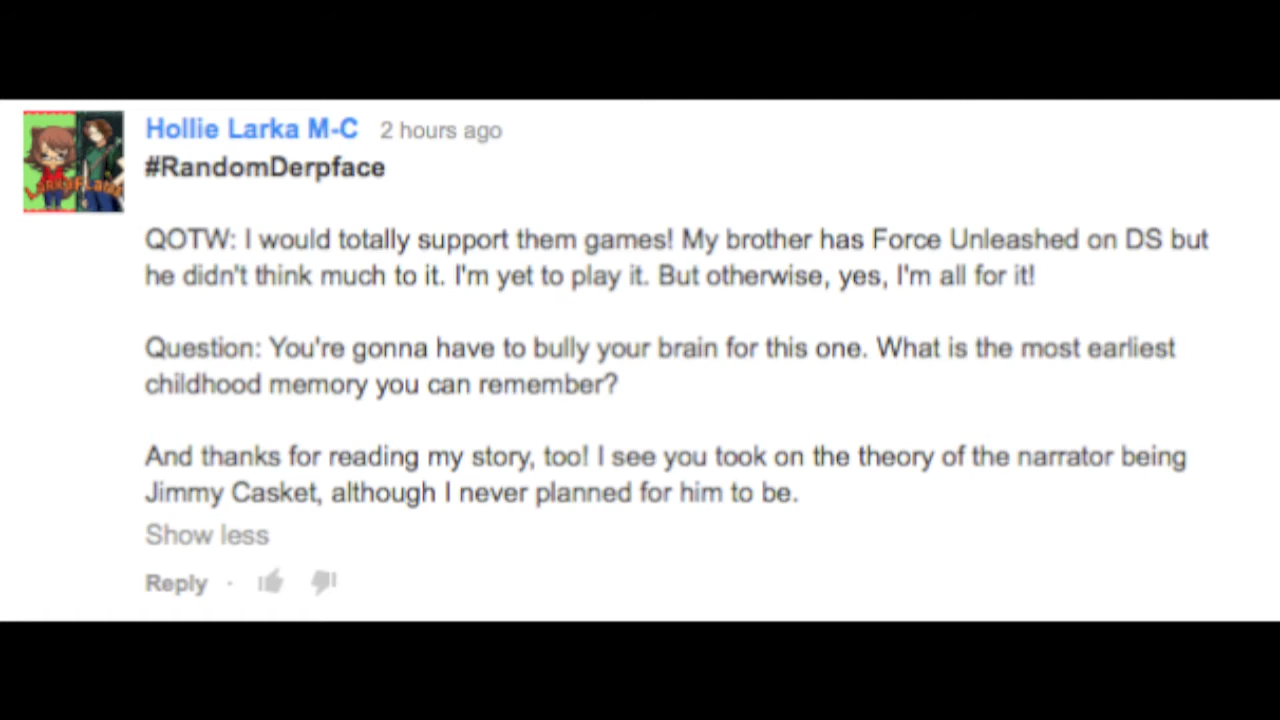 Hollie Larka M-C 2 hours ago
#RandomDerpface
QOTW: I would totally support them games! My brother has Force Unleashed on DS but
he didn't think much to it. I'm yet to play it. But otherwise, yes, I'm all for it!
Question: You're gonna have to bully your brain for this one. What is the most earliest
childhood memory you can remember?
And thanks for reading my story, too! I see you took on the theory of the narrator being
Jimmy Casket, although I never planned for him to be.
Show less
Reply ·